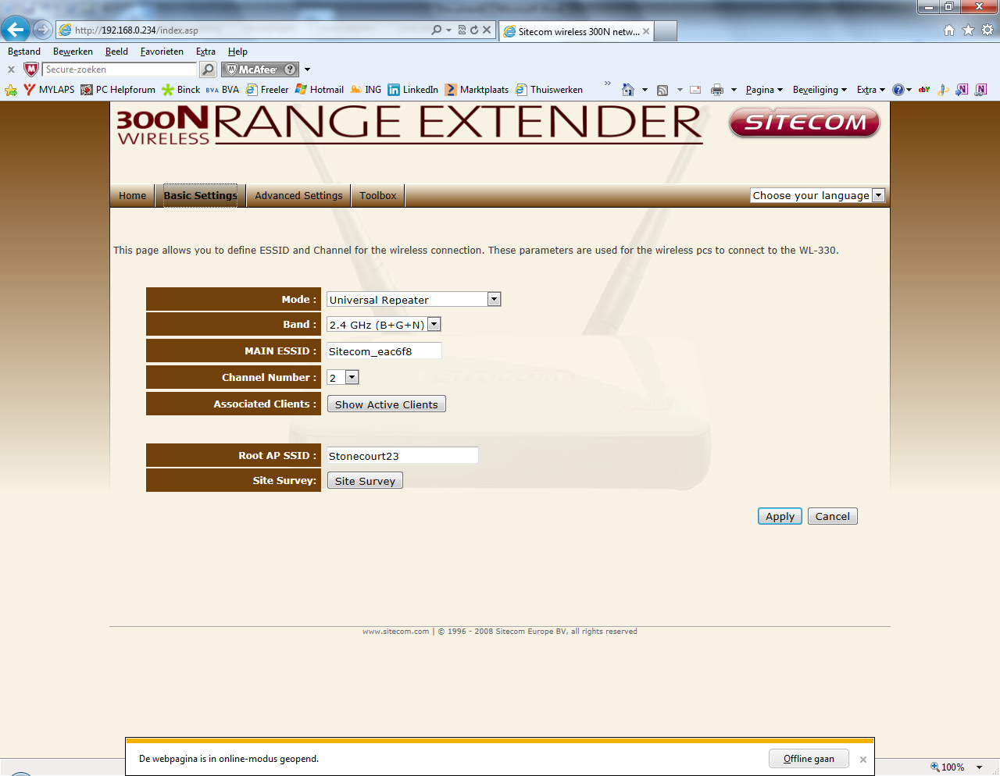 http://192.168.0.234/index.asp
Sitecom wireless 300N netw...
Bestand Bewerken Beeld Favorieten Extra Help
Secure-zoeken McAfee
MYLAPS PC Helpforum Binck BVA BVA Freeler Hotmail ING LinkedIn Marktplaats Thuiswerken » Pagina Beveiliging Extra ebY
300N WIRELESS RANGE EXTENDER SITECOM
Home Basic Settings Advanced Settings Toolbox Choose your language
This page allows you to define ESSID and Channel for the wireless connection. These parameters are used for the wireless pcs to connect to the WL-330.
Mode : Universal Repeater
Band : 2.4 GHz (B+G+N)
MAIN ESSID : Sitecom_eac6f8
Channel Number : 2
Associated Clients : Show Active Clients
Root AP SSID : Stonecourt23
Site Survey: Site Survey
Apply Cancel
www.sitecom.com | © 1996 - 2008 Sitecom Europe BV, all rights reserved
De webpagina is in online-modus geopend. Offline gaan
100%